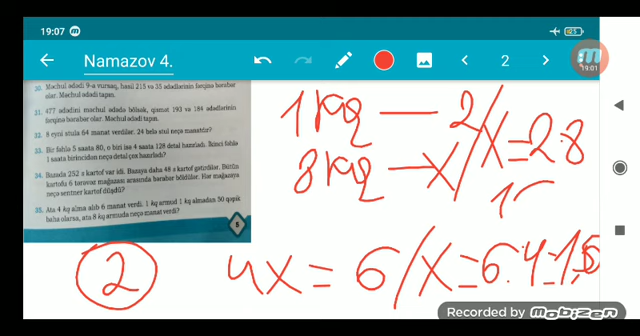 19:07
Namazov 4.
2
19:01
30. Məchul ədədi 9-a vursaq, hasil 215 və 35 ədədlərinin fərqinə bərabər
olar. Məchul ədədi tapın.
31. 477 ədədini məchul ədədə bölsək, qismət 193 və 184 ədədlərinin
fərqinə bərabər olar. Məchul ədədi tapın.
32. 8 eyni stula 64 manat verdilər. 24 belə stul neçə manatdır?
33. Bir fəhlə 5 saata 80, o biri isə 4 saata 128 detal hazırladı. İkinci fəhlə
1 saata birincidən neçə detal çox hazırladı?
34. Bazada 252 s kartof var idi. Bazaya daha 48 s kartof gətirdilər. Bütün
kartofu 6 tərəvəz mağazası arasında bərabər böldülər. Hər mağazaya
neçə sentner kartof düşdü?
35. Ata 4 kq alma alıb 6 manat verdi. 1 kq armud 1 kq almadan 50 qəpik
baha olarsa, ata 8 kq armuda neçə manat verdi?
5
1kq — 2/x=2·8
8kq — x/
2
4x=6/x=6:4=1,5
Recorded by mobizen